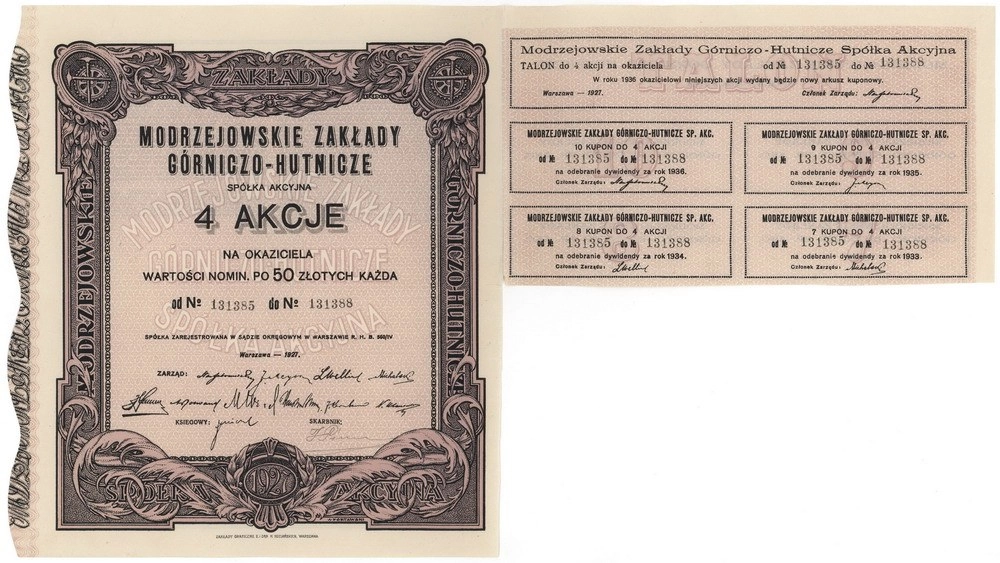 ZAKŁADY
MODRZEJOWSKIE
GÓRNICZO-HUTNICZE
MODRZEJOWSKIE ZAKŁADY
GÓRNICZO-HUTNICZE
SPÓŁKA AKCYJNA
4 AKCJE
NA OKAZICIELA
WARTOŚCI NOMIN. PO 50 ZŁOTYCH KAŻDA
od № 131385 do № 131388
SPÓŁKA ZAREJESTROWANA W SĄDZIE OKRĘGOWYM W WARSZAWIE R. H. B. 550/IV
Warszawa — 1927.
ZARZĄD:
KSIĘGOWY: SKARBNIK:
1927
SPÓŁKA AKCYJNA
MODRZEJOWSKIE ZAKŁADY
GÓRNICZO-HUTNICZE
SPÓŁKA AKCYJNA
Modrzejowskie Zakłady Górniczo-Hutnicze Spółka Akcyjna
TALON do 4 akcji na okaziciela od № 131385 do № 131388
W roku 1936 okazicielowi niniejszych akcji wydany będzie nowy arkusz kuponowy.
Warszawa — 1927. Członek Zarządu:
MODRZEJOWSKIE ZAKŁADY GÓRNICZO-HUTNICZE SP. AKC.
10 KUPON DO 4 AKCJI
od № 131385 do № 131388
na odebranie dywidendy za rok 1936.
Członek Zarządu:
MODRZEJOWSKIE ZAKŁADY GÓRNICZO-HUTNICZE SP. AKC.
9 KUPON DO 4 AKCJI
od № 131385 do № 131388
na odebranie dywidendy za rok 1935.
Członek Zarządu:
MODRZEJOWSKIE ZAKŁADY GÓRNICZO-HUTNICZE SP. AKC.
8 KUPON DO 4 AKCJI
od № 131385 do № 131388
na odebranie dywidendy za rok 1934.
Członek Zarządu:
MODRZEJOWSKIE ZAKŁADY GÓRNICZO-HUTNICZE SP. AKC.
7 KUPON DO 4 AKCJI
od № 131385 do № 131388
na odebranie dywidendy za rok 1933.
Członek Zarządu: